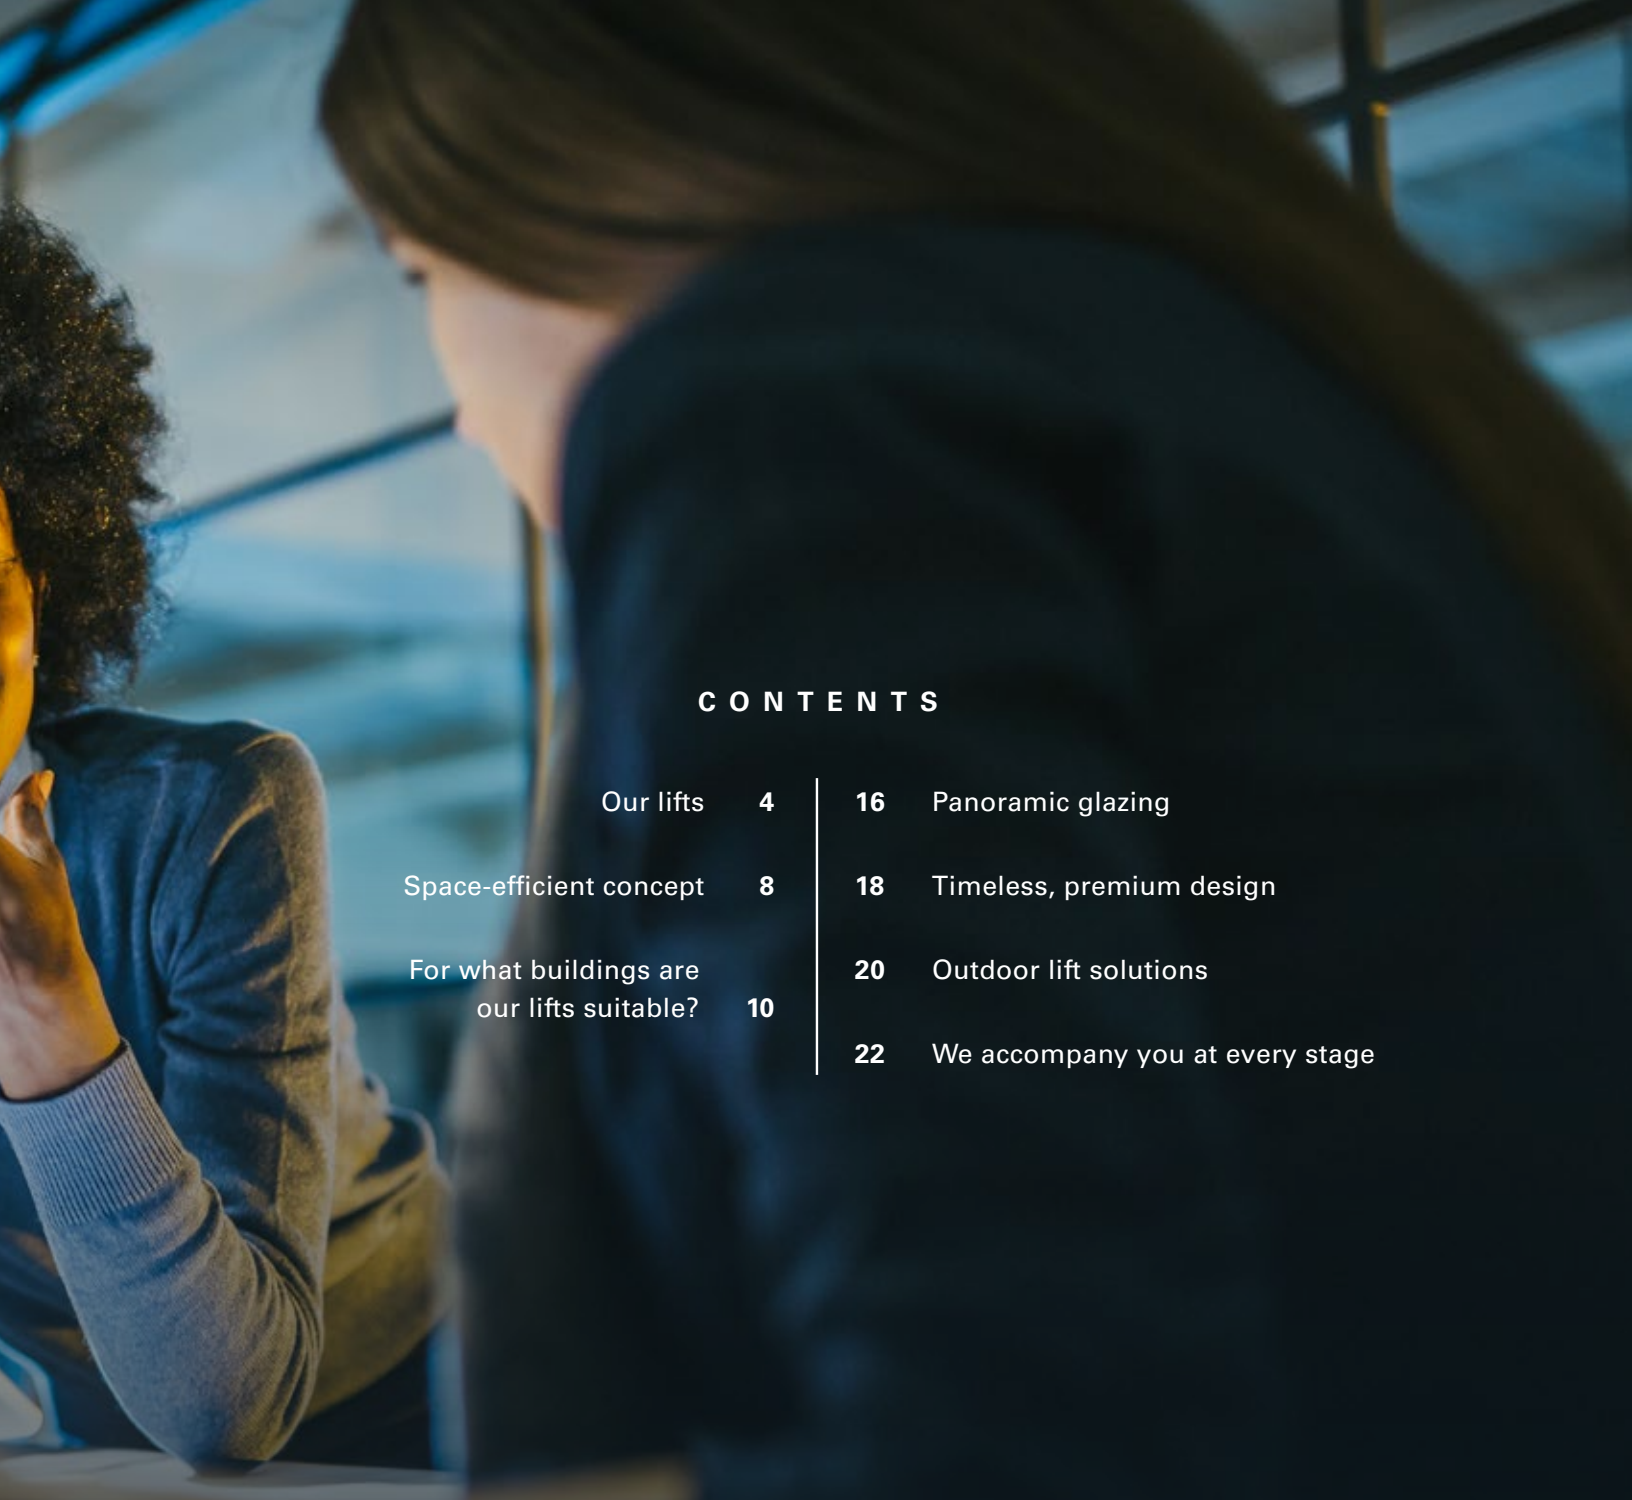 CONTENTS
Our lifts 4
Space-efficient concept 8
For what buildings are
our lifts suitable? 10
16 Panoramic glazing
18 Timeless, premium design
20 Outdoor lift solutions
22 We accompany you at every stage